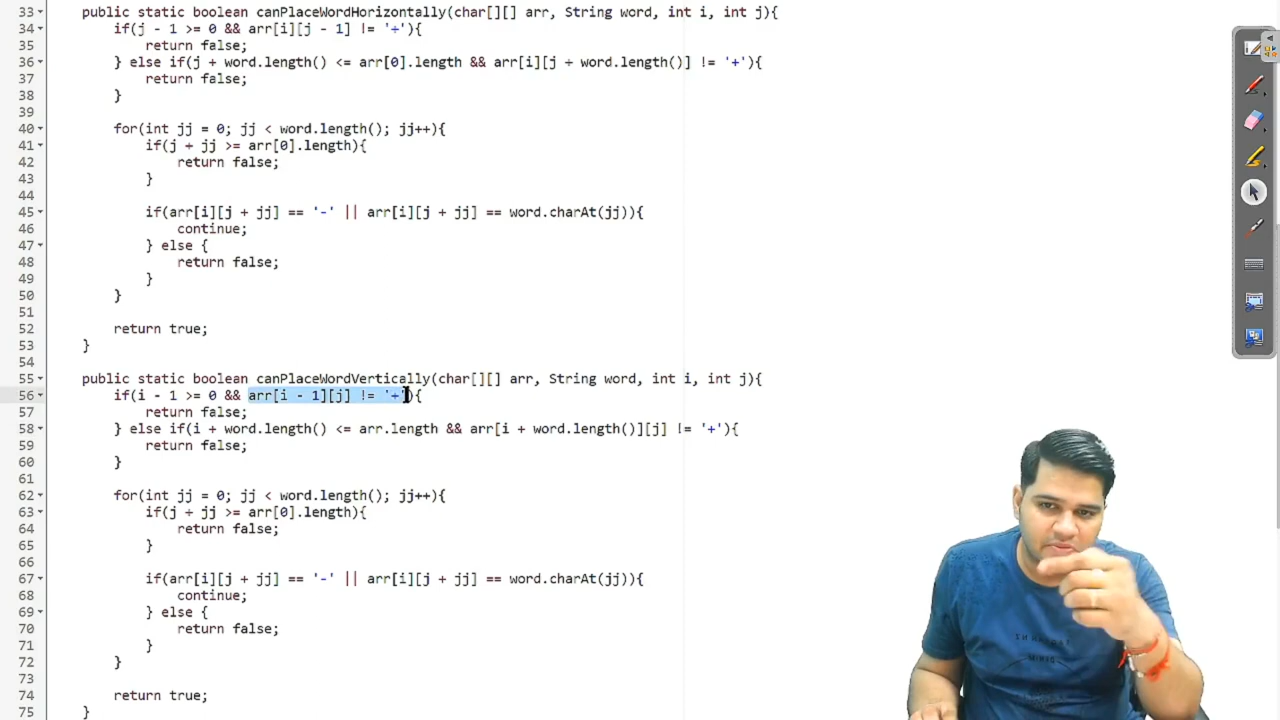 33 public static boolean canPlaceWordHorizontally(char[][] arr, String word, int i, int j){
34 if(j - 1 >= 0 && arr[i][j - 1] != '+'){
35 return false;
36 } else if(j + word.length() <= arr[0].length && arr[i][j + word.length()] != '+'){
37 return false;
38 }
39
40 for(int jj = 0; jj < word.length(); jj++){
41 if(j + jj >= arr[0].length){
42 return false;
43 }
44
45 if(arr[i][j + jj] == '-' || arr[i][j + jj] == word.charAt(jj)){
46 continue;
47 } else {
48 return false;
49 }
50 }
51
52 return true;
53 }
54
55 public static boolean canPlaceWordVertically(char[][] arr, String word, int i, int j){
56 if(i - 1 >= 0 && arr[i - 1][j] != '+'){
57 return false;
58 } else if(i + word.length() <= arr.length && arr[i + word.length()][j] != '+'){
59 return false;
60 }
61
62 for(int jj = 0; jj < word.length(); jj++){
63 if(j + jj >= arr[0].length){
64 return false;
65 }
66
67 if(arr[i][j + jj] == '-' || arr[i][j + jj] == word.charAt(jj)){
68 continue;
69 } else {
70 return false;
71 }
72 }
73
74 return true;
75 }